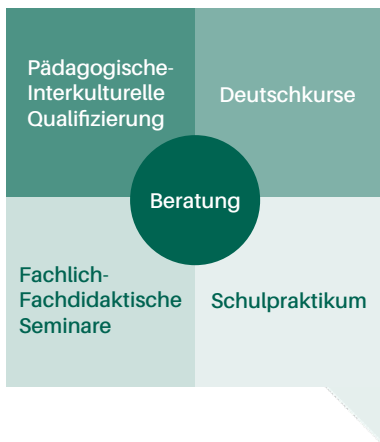 Pädagogische-
Interkulturelle
Qualifizierung
Deutschkurse
Beratung
Fachlich-
Fachdidaktische
Seminare
Schulpraktikum